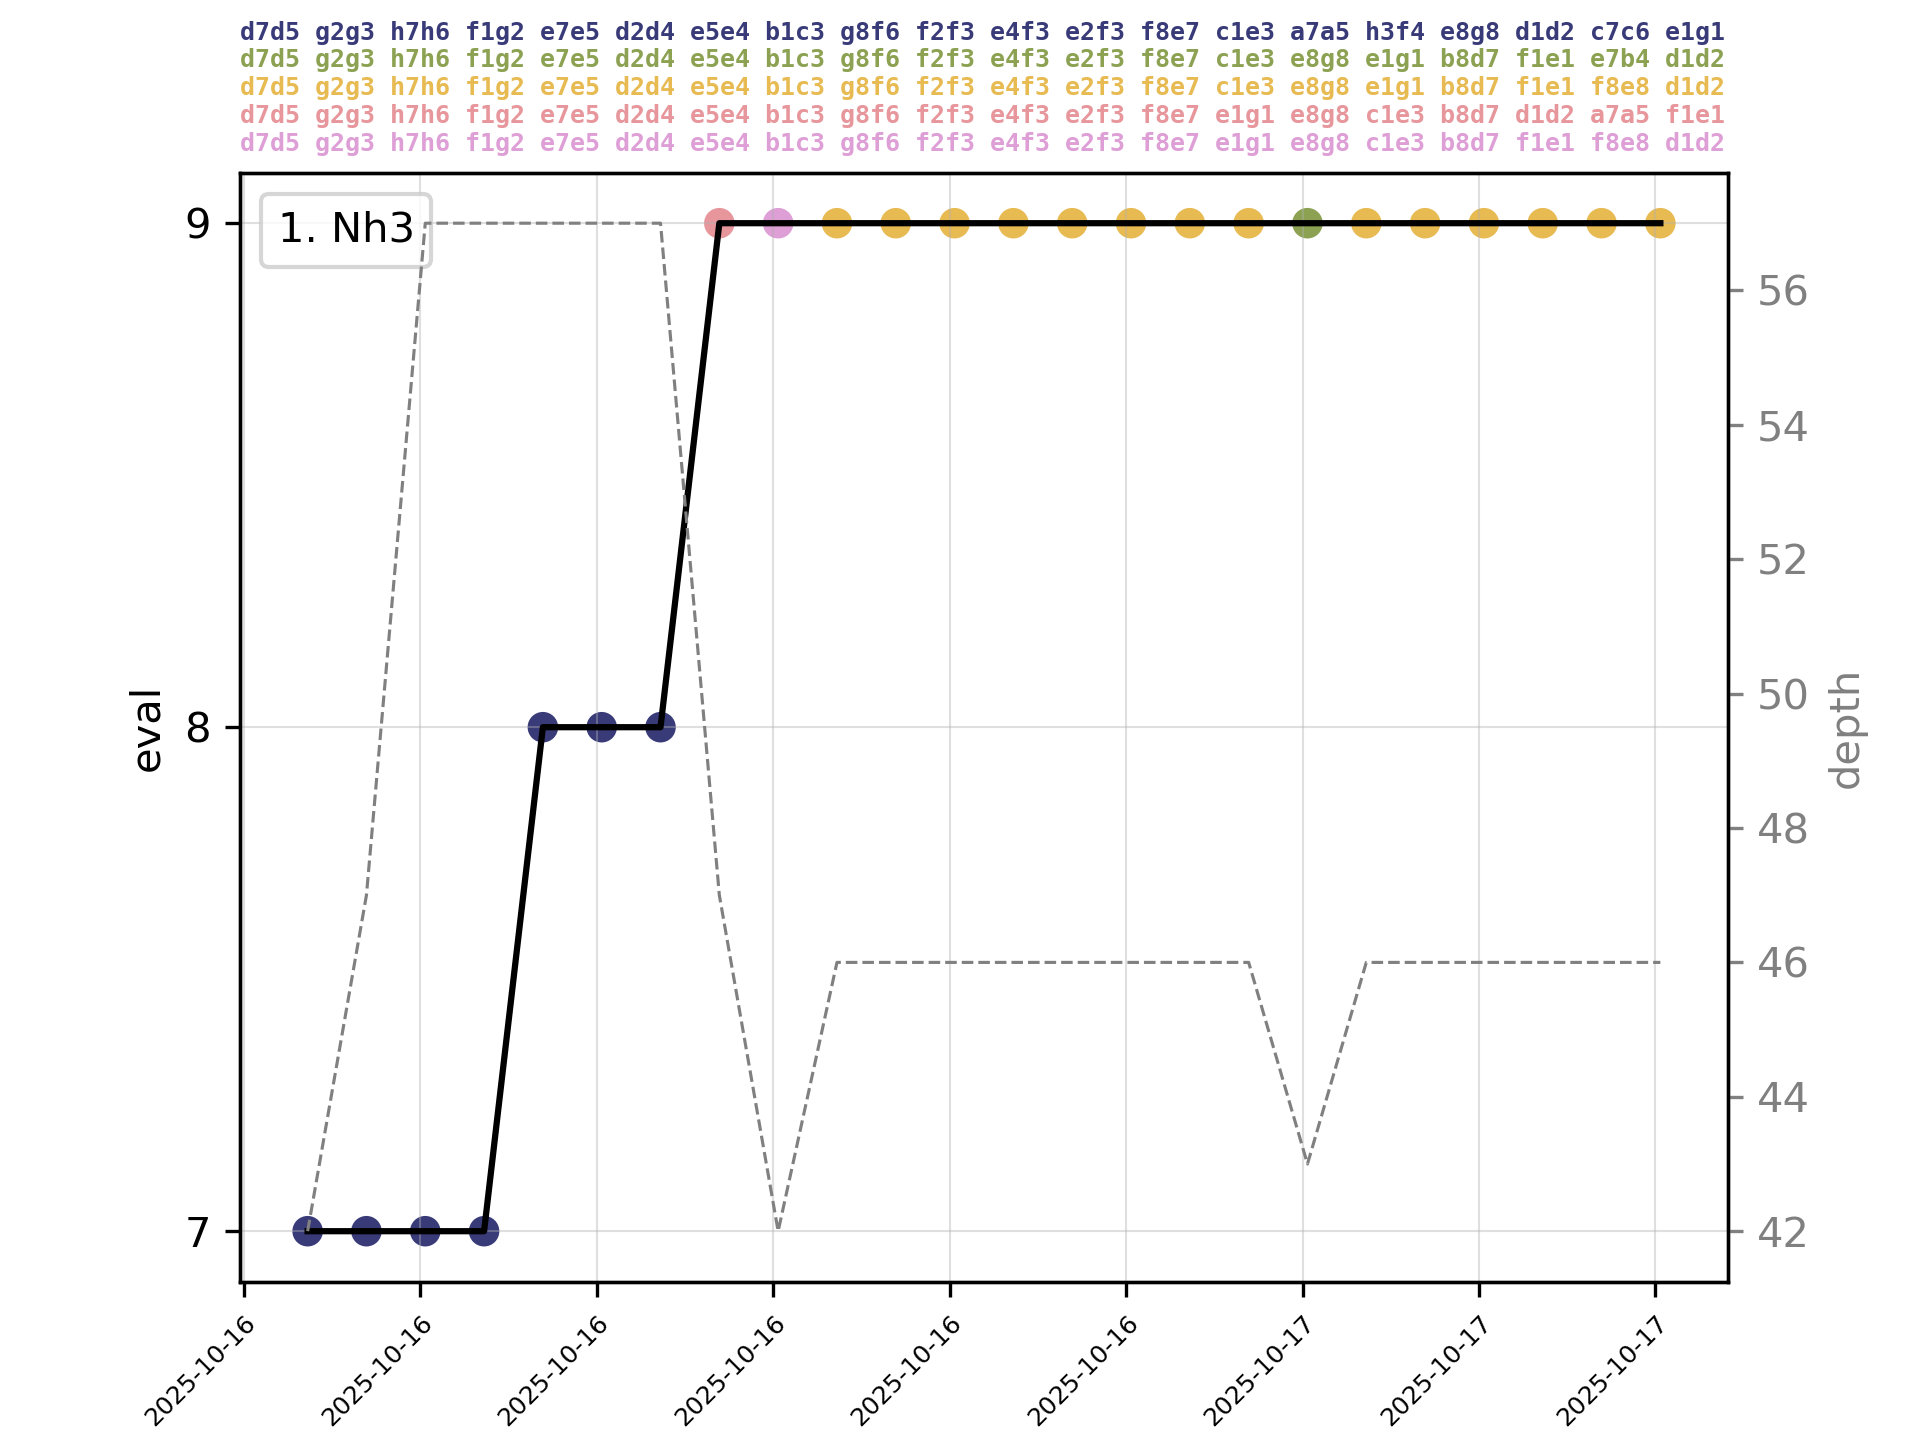 d7d5 g2g3 h7h6 f1g2 e7e5 d2d4 e5e4 b1c3 g8f6 f2f3 e4f3 e2f3 f8e7 c1e3 a7a5 h3f4 e8g8 d1d2 c7c6 e1g1
d7d5 g2g3 h7h6 f1g2 e7e5 d2d4 e5e4 b1c3 g8f6 f2f3 e4f3 e2f3 f8e7 c1e3 e8g8 e1g1 b8d7 f1e1 e7b4 d1d2
d7d5 g2g3 h7h6 f1g2 e7e5 d2d4 e5e4 b1c3 g8f6 f2f3 e4f3 e2f3 f8e7 c1e3 e8g8 e1g1 b8d7 f1e1 f8e8 d1d2
d7d5 g2g3 h7h6 f1g2 e7e5 d2d4 e5e4 b1c3 g8f6 f2f3 e4f3 e2f3 f8e7 e1g1 e8g8 c1e3 b8d7 d1d2 a7a5 f1e1
d7d5 g2g3 h7h6 f1g2 e7e5 d2d4 e5e4 b1c3 g8f6 f2f3 e4f3 e2f3 f8e7 e1g1 e8g8 c1e3 b8d7 f1e1 f8e8 d1d2
1. Nh3
9
8
7
eval
56
54
52
50
48
46
44
42
depth
2025-10-16
2025-10-16
2025-10-16
2025-10-16
2025-10-16
2025-10-16
2025-10-17
2025-10-17
2025-10-17